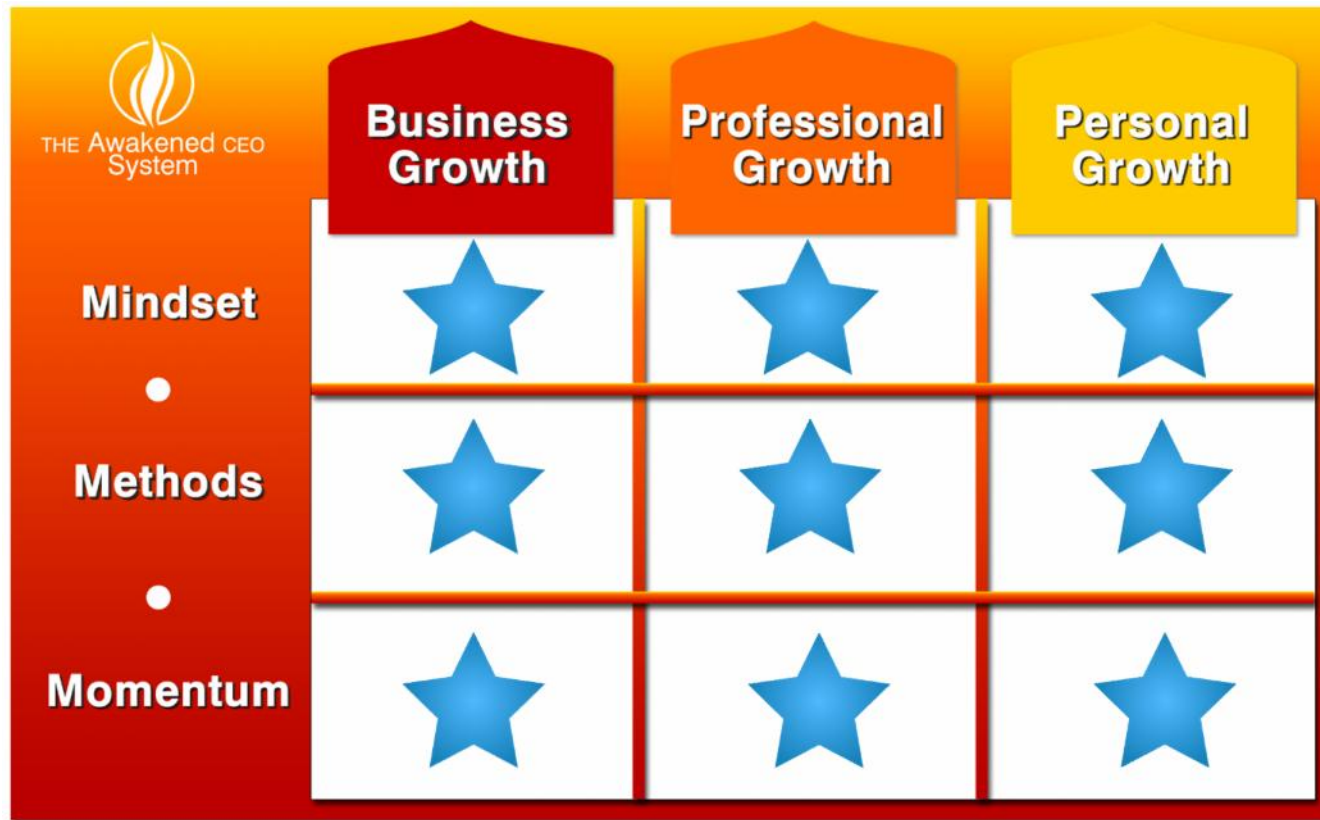 THE Awakened CEO
System
Business
Growth
Professional
Growth
Personal
Growth
Mindset
Methods
Momentum